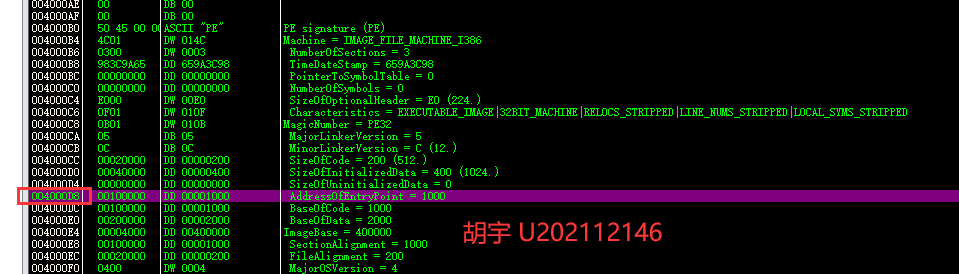 004000AE 00 DB 00
004000AF 00 DB 00
004000B0 50 45 00 00 ASCII "PE" PE signature (PE)
004000B4 4C01 DW 014C Machine = IMAGE_FILE_MACHINE_I386
004000B6 0300 DW 0003 NumberOfSections = 3
004000B8 983C9A65 DD 659A3C98 TimeDateStamp = 659A3C98
004000BC 00000000 DD 00000000 PointerToSymbolTable = 0
004000C0 00000000 DD 00000000 NumberOfSymbols = 0
004000C4 E000 DW 00E0 SizeOfOptionalHeader = E0 (224.)
004000C6 0F01 DW 010F Characteristics = EXECUTABLE_IMAGE|32BIT_MACHINE|RELOCS_STRIPPED|LINE_NUMS_STRIPPED|LOCAL_SYMS_STRIPPED
004000C8 0B01 DW 010B MagicNumber = PE32
004000CA 05 DB 05 MajorLinkerVersion = 5
004000CB 0C DB 0C MinorLinkerVersion = C (12.)
004000CC 00020000 DD 00000200 SizeOfCode = 200 (512.)
004000D0 00040000 DD 00000400 SizeOfInitializedData = 400 (1024.)
004000D4 00000000 DD 00000000 SizeOfUninitializedData = 0
004000D8 00100000 DD 00001000 AddressOfEntryPoint = 1000
004000DC 00100000 DD 00001000 BaseOfCode = 1000
004000E0 00200000 DD 00002000 BaseOfData = 2000
004000E4 00004000 DD 00400000 ImageBase = 400000
004000E8 00100000 DD 00001000 SectionAlignment = 1000
004000EC 00020000 DD 00000200 FileAlignment = 200
004000F0 0400 DW 0004 MajorOSVersion = 4
胡宇 U202112146